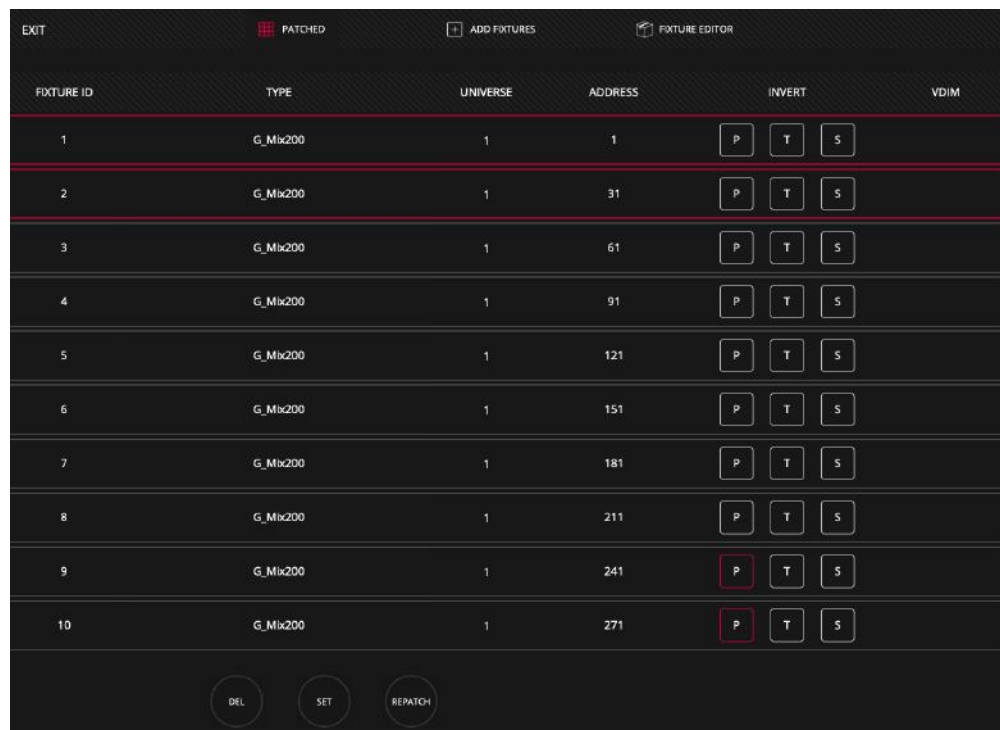 EXIT PATCHED ADD FIXTURES FIXTURE EDITOR
FIXTURE ID TYPE UNIVERSE ADDRESS INVERT VDIM
1 G_Mix200 1 1 P T S
2 G_Mix200 1 31 P T S
3 G_Mix200 1 61 P T S
4 G_Mix200 1 91 P T S
5 G_Mix200 1 121 P T S
6 G_Mix200 1 151 P T S
7 G_Mix200 1 181 P T S
8 G_Mix200 1 211 P T S
9 G_Mix200 1 241 P T S
10 G_Mix200 1 271 P T S
DEL SET REPATCH